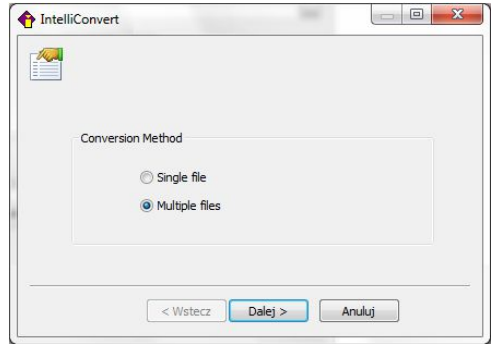 IntelliConvert
Conversion Method
Single file
Multiple files
< Wstecz Dalej > Anuluj